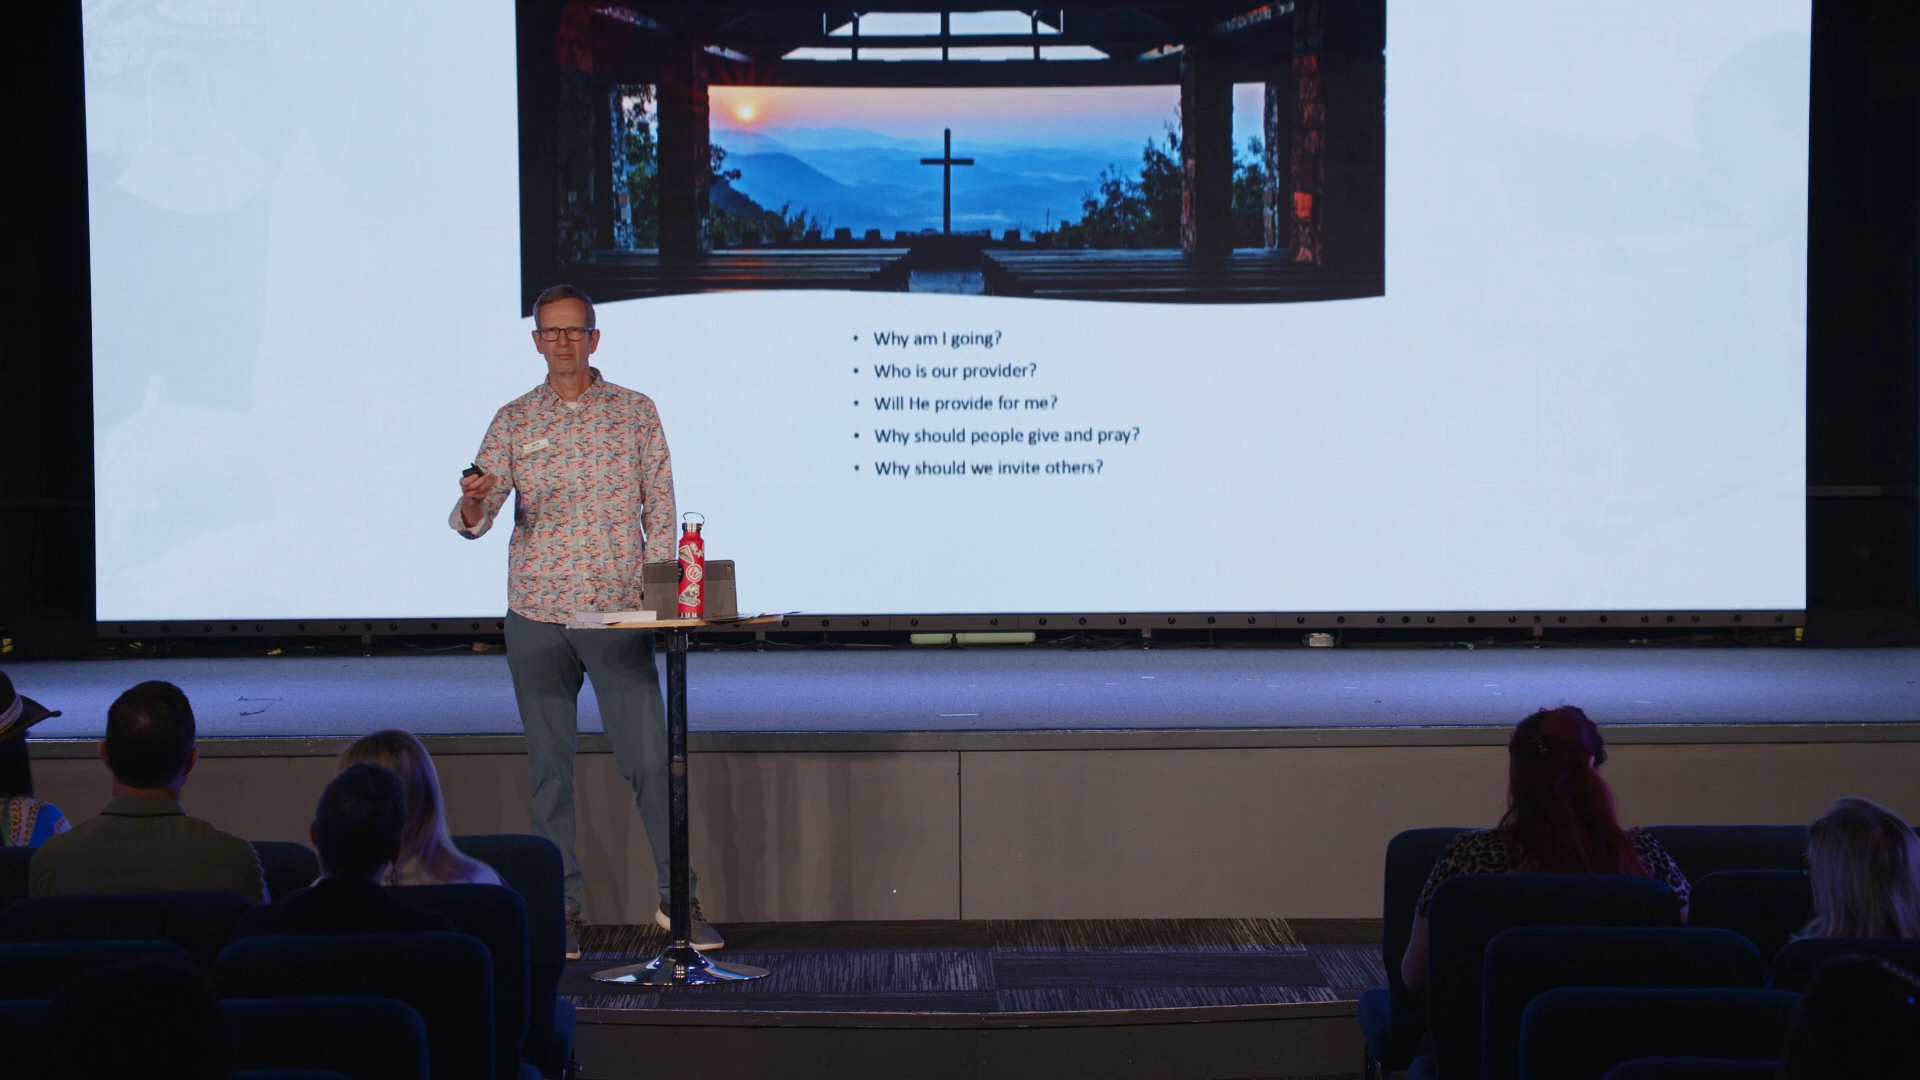 • Why am I going?
• Who is our provider?
• Will He provide for me?
• Why should people give and pray?
• Why should we invite others?